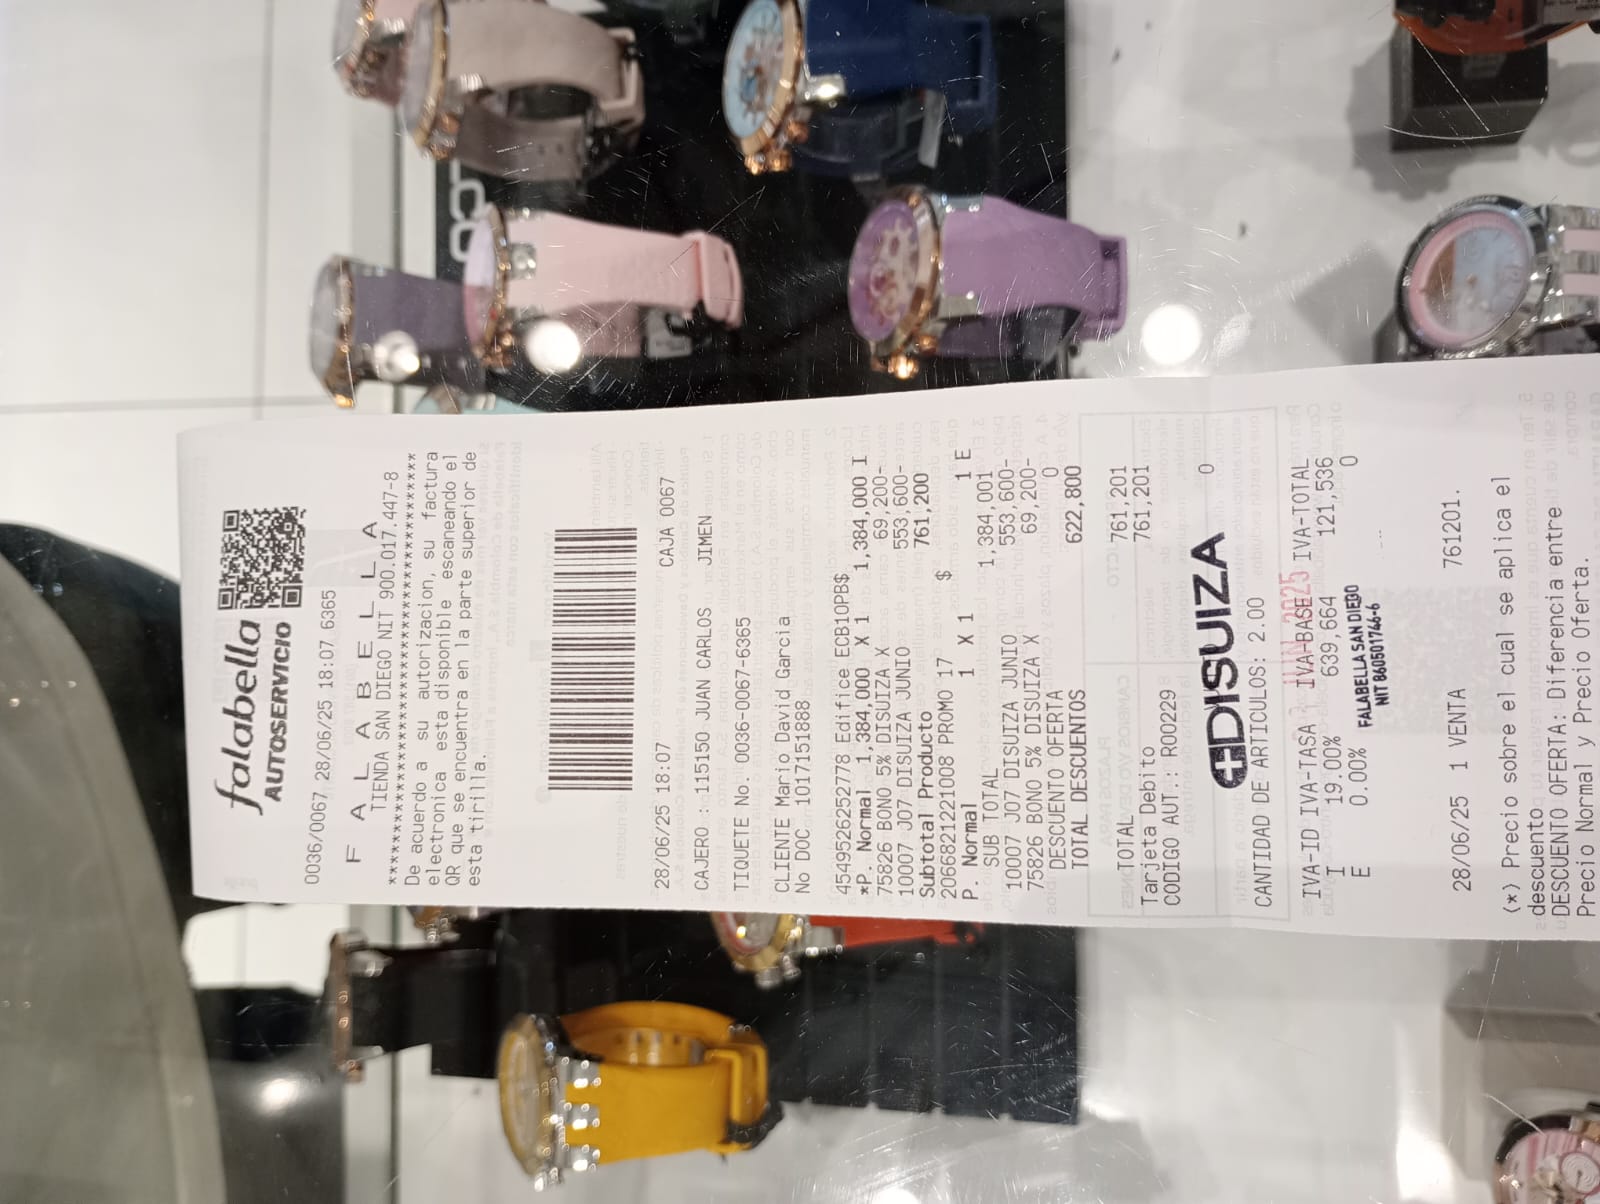 falabella
AUTOSERVICIO
0036/0067 28/06/25 18:07 6365
F A L A B E L L A
TIENDA SAN DIEGO NIT 900.017.447-8
****************************************
De acuerdo a su autorizacion, su factura
electronica esta disponible escaneando el
QR que se encuentra en la parte superior de
esta tirilla.
28/06/25 18:07 CAJA 0067
CAJERO : 115150 JUAN CARLOS JIMEN
TIQUETE No. 0036-0067-6365
CLIENTE Mario David Garcia
No DOC 1017151888
4549526252778 Edifice ECB10PB$
*P. Normal 1,384,000 X 1 1,384,000 I
75826 BONO 5% DISUIZA X 69,200-
10007 JO7 DISUIZA JUNIO 553,600-
Subtotal Producto 761,200
2066821221008 PROMO 17 $
P. Normal 1 X 1 1 E
SUB TOTAL 1,384,001
10007 JO7 DISUIZA JUNIO 553,600-
75826 BONO 5% DISUIZA X 69,200-
DESCUENTO OFERTA 0
TOTAL DESCUENTOS 622,800
TOTAL 761,201
Tarjeta Debito 761,201
CODIGO AUT.: R00229
0
DISUIZA
CANTIDAD DE ARTICULOS: 2.00
JUN 2025
IVA-ID IVA-TASA IVA-BASE IVA-TOTAL
I 19.00% 639,664 121,536
E 0.00% 0
FALABELLA SAN DIEGO
NIT 860501746-6
28/06/25 1 VENTA 761201.
(*) Precio sobre el cual se aplica el
descuento
DESCUENTO OFERTA: Diferencia entre
Precio Normal y Precio Oferta.